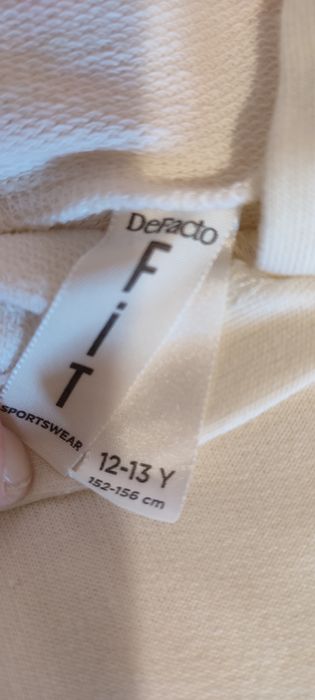 DeFacto
FiT
SPORTSWEAR
12-13 Y
152-156 cm